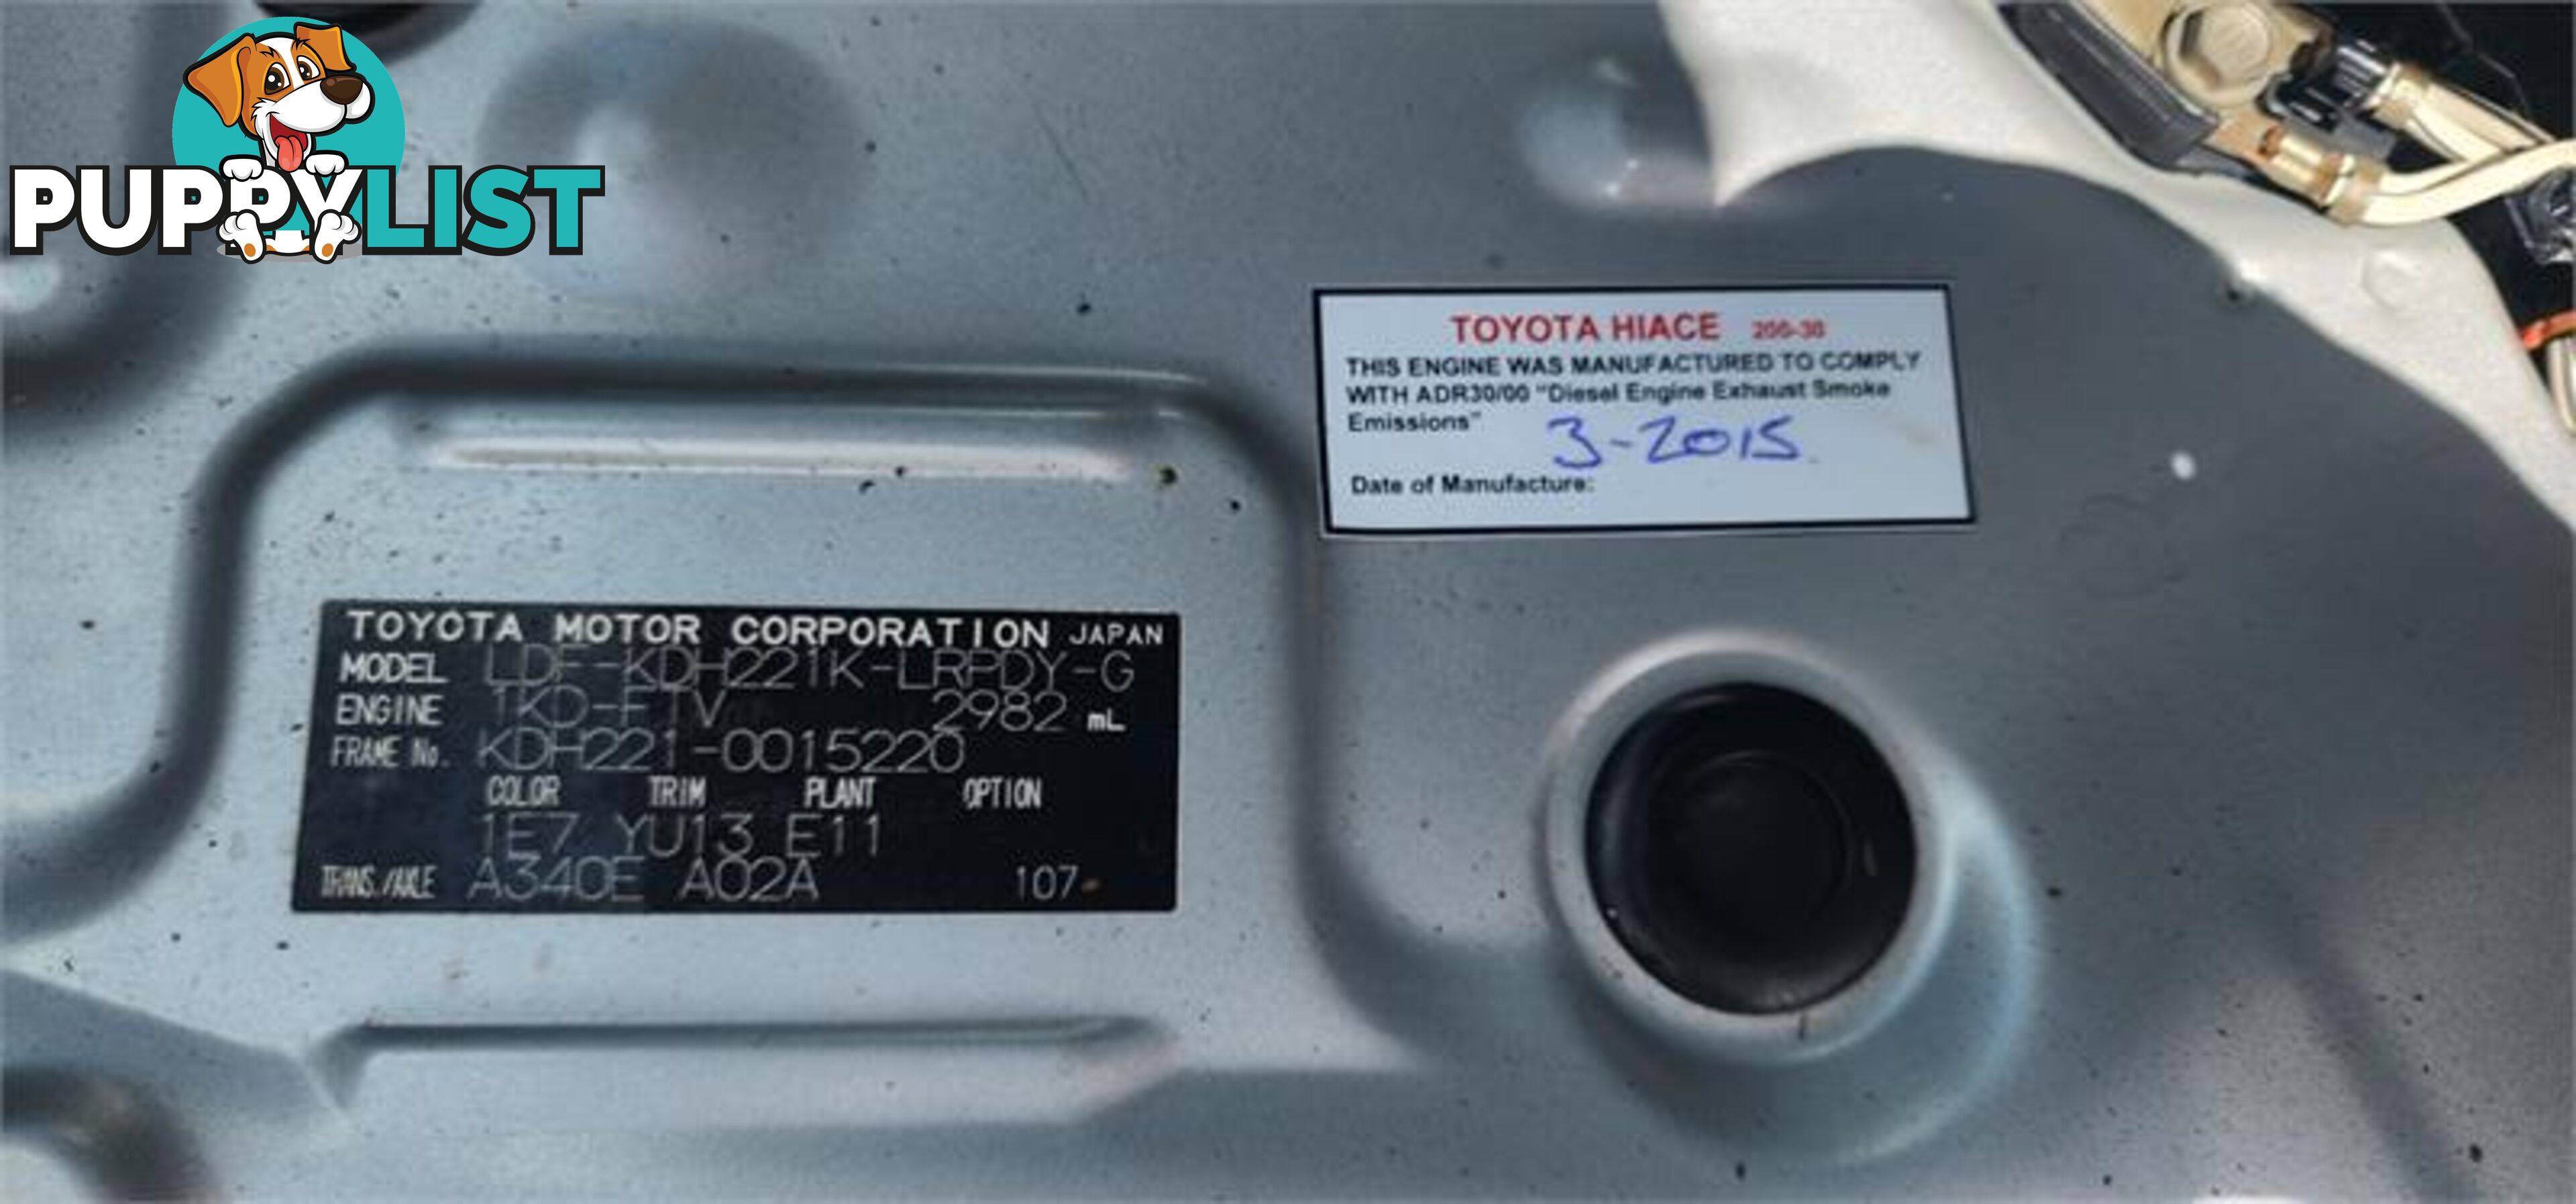 PUPPYLIST
TOYOTA HIACE 200-30
THIS ENGINE WAS MANUFACTURED TO COMPLY
WITH ADR30/00 "Diesel Engine Exhaust Smoke
Emissions"
3-2015
Date of Manufacture:
TOYOTA MOTOR CORPORATION JAPAN
MODEL LDF-KDH221K-LRPDY-G
ENGINE 1KD-FTV 2982 mL
FRAME No. KDH221-0015220
COLOR TRIM PLANT OPTION
1E7 YU13 E11
TRANS./AXLE A340E A02A 107